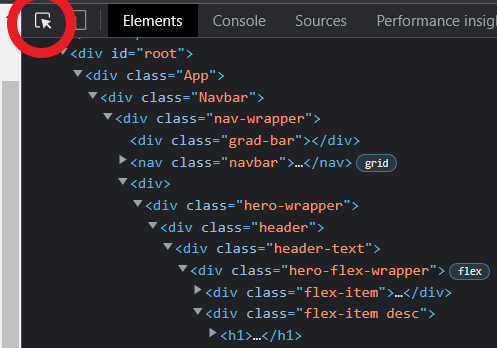 Elements Console Sources Performance insigh
<div id="root">
▼<div class="App">
▼<div class="Navbar">
▼<div class="nav-wrapper">
<div class="grad-bar"></div>
▶<nav class="navbar">…</nav> grid
▼<div>
▼<div class="hero-wrapper">
▼<div class="header">
▼<div class="header-text">
▼<div class="hero-flex-wrapper"> flex
▶<div class="flex-item">…</div>
▼<div class="flex-item desc">
▶<h1>…</h1>